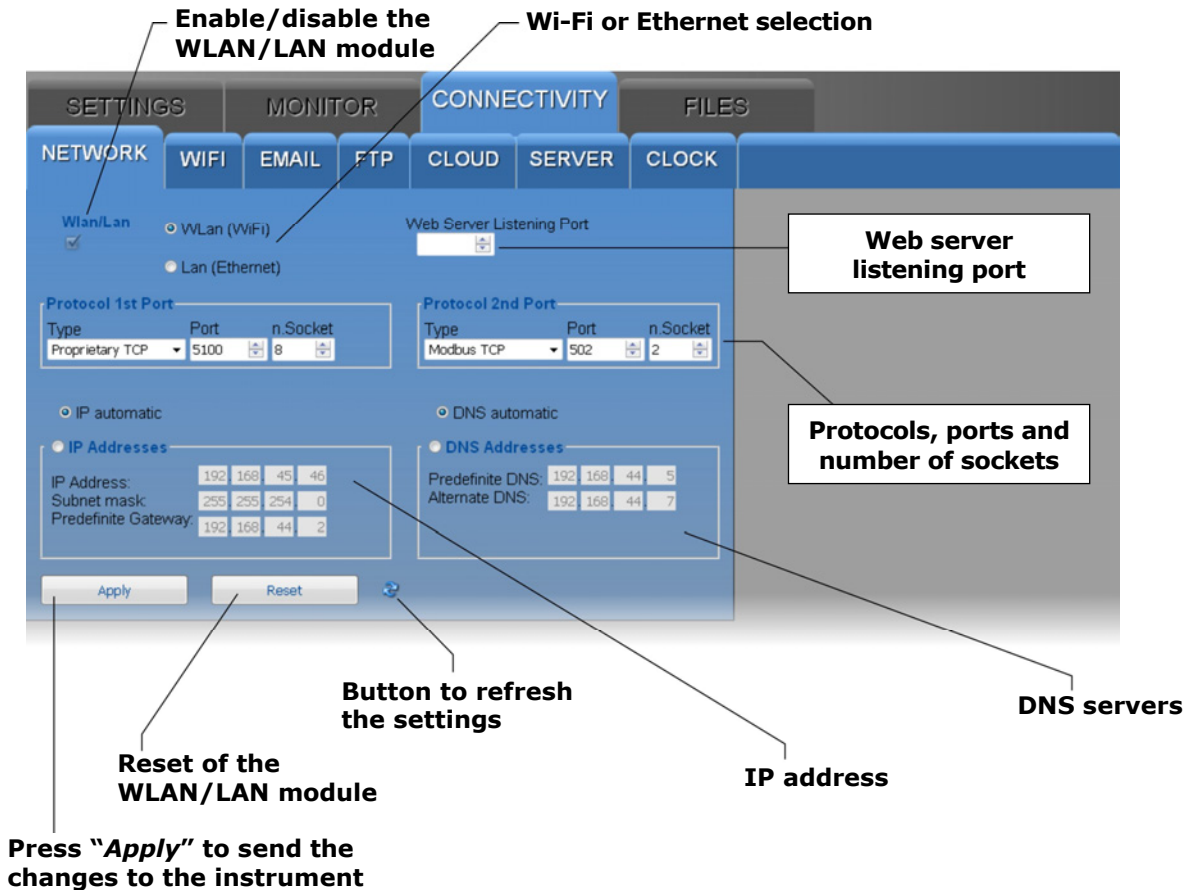 Enable/disable the
WLAN/LAN module
Wi-Fi or Ethernet selection
SETTINGS MONITOR CONNECTIVITY FILES
NETWORK WIFI EMAIL FTP CLOUD SERVER CLOCK
Wlan/Lan
WLan (WiFi)
Lan (Ethernet)
Web Server Listening Port
Web server
listening port
Protocol 1st Port
Type Port n.Socket
Proprietary TCP 5100 8
Protocol 2nd Port
Type Port n.Socket
Modbus TCP 502 2
Protocols, ports and
number of sockets
IP automatic
DNS automatic
IP Addresses
IP Address: 192. 168. 45. 46
Subnet mask: 255. 255. 254. 0
Predefinite Gateway: 192. 168. 44. 2
DNS Addresses
Predefinite DNS: 192. 168. 44. 5
Alternate DNS: 192. 168. 44. 7
Apply Reset
Button to refresh
the settings
DNS servers
Reset of the
WLAN/LAN module
IP address
Press “Apply” to send the
changes to the instrument